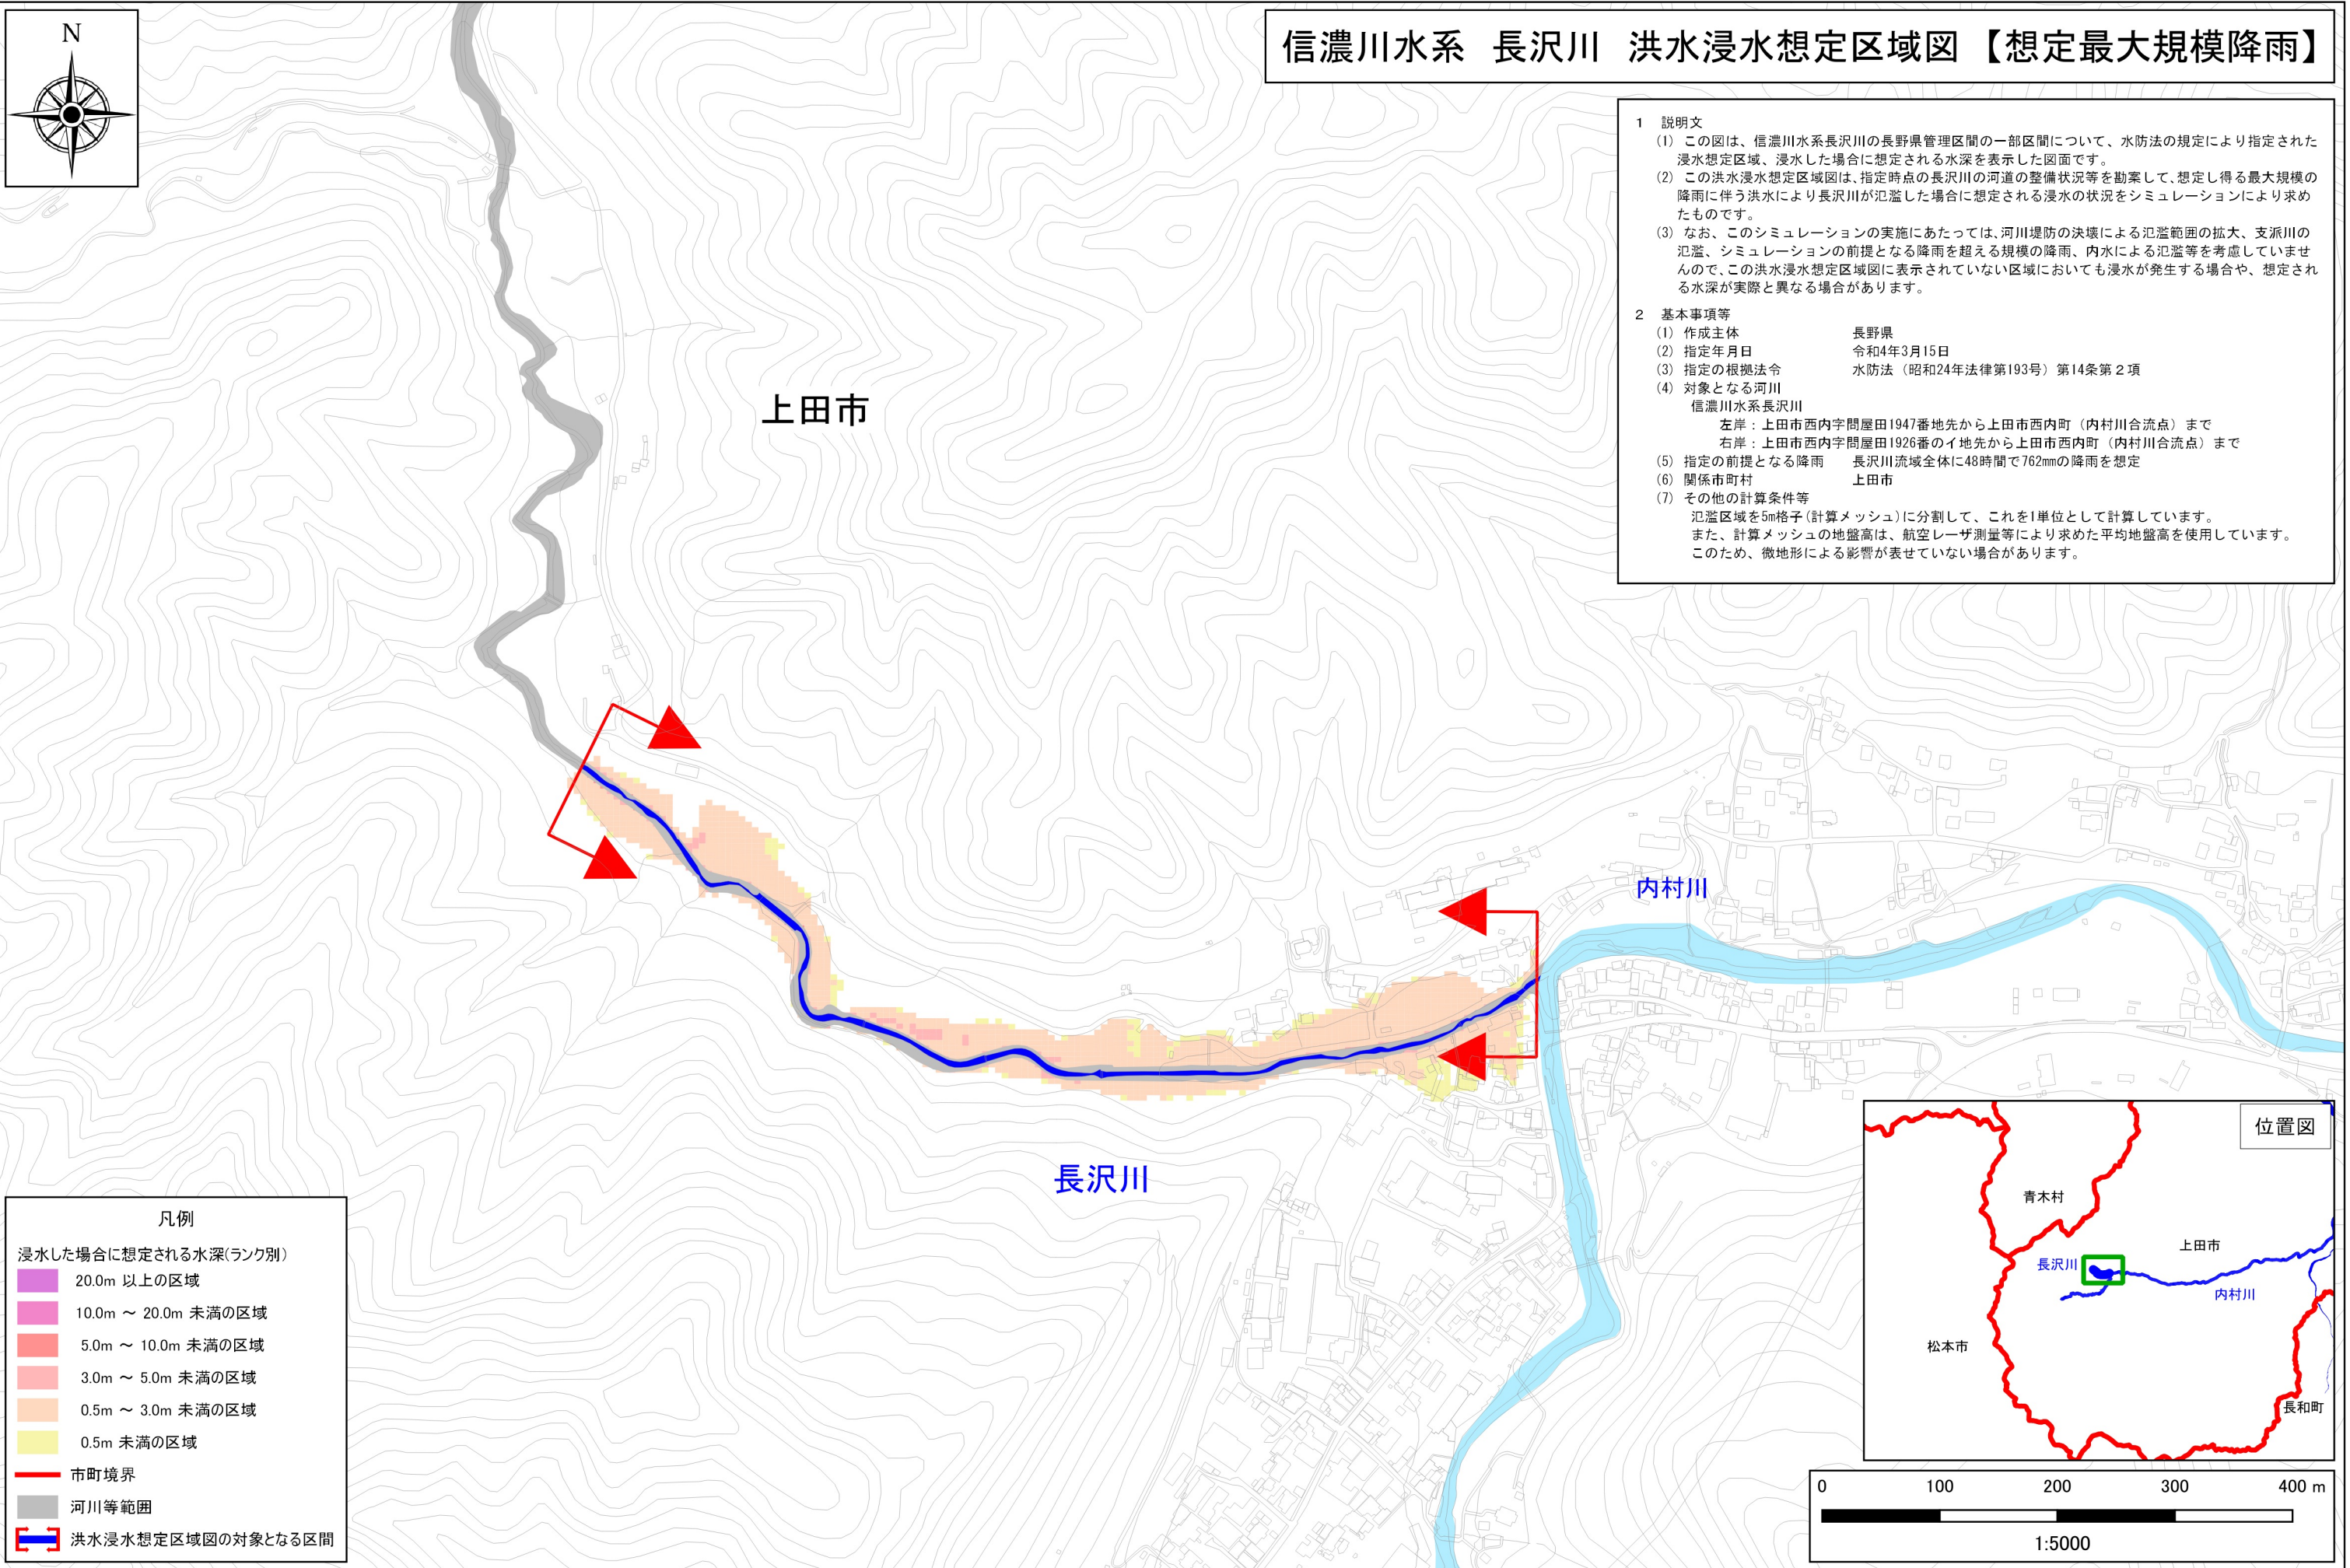 N
信濃川水系 長沢川 洪水浸水想定区域図【想定最大規模降雨】
1 説明文
(1) この図は、信濃川水系長沢川の長野県管理区間の一部区間について、水防法の規定により指定された
浸水想定区域、浸水した場合に想定される水深を表示した図面です。
(2) この洪水浸水想定区域図は、指定時点の長沢川の河道の整備状況等を勘案して、想定し得る最大規模の
降雨に伴う洪水により長沢川が氾濫した場合に想定される浸水の状況をシミュレーションにより求め
たものです。
(3) なお、このシミュレーションの実施にあたっては、河川堤防の決壊による氾濫範囲の拡大、支派川の
氾濫、シミュレーションの前提となる降雨を超える規模の降雨、内水による氾濫等を考慮していませ
んので、この洪水浸水想定区域図に表示されていない区域においても浸水が発生する場合や、想定され
る水深が実際と異なる場合があります。
2 基本事項等
(1) 作成主体 長野県
(2) 指定年月日 令和4年3月15日
(3) 指定の根拠法令 水防法（昭和24年法律第193号）第14条第２項
(4) 対象となる河川
信濃川水系長沢川
左岸：上田市西内字問屋田1947番地先から上田市西内町（内村川合流点）まで
右岸：上田市西内字問屋田1926番のイ地先から上田市西内町（内村川合流点）まで
(5) 指定の前提となる降雨 長沢川流域全体に48時間で762mmの降雨を想定
(6) 関係市町村 上田市
(7) その他の計算条件等
氾濫区域を5m格子(計算メッシュ)に分割して、これを1単位として計算しています。
また、計算メッシュの地盤高は、航空レーザ測量等により求めた平均地盤高を使用しています。
このため、微地形による影響が表せていない場合があります。
上田市
内村川
長沢川
凡例
浸水した場合に想定される水深(ランク別)
20.0m 以上の区域
10.0m ～ 20.0m 未満の区域
5.0m ～ 10.0m 未満の区域
3.0m ～ 5.0m 未満の区域
0.5m ～ 3.0m 未満の区域
0.5m 未満の区域
市町境界
河川等範囲
洪水浸水想定区域図の対象となる区間
位置図
青木村
上田市
長沢川
内村川
松本市
長和町
0 100 200 300 400 m
1:5000